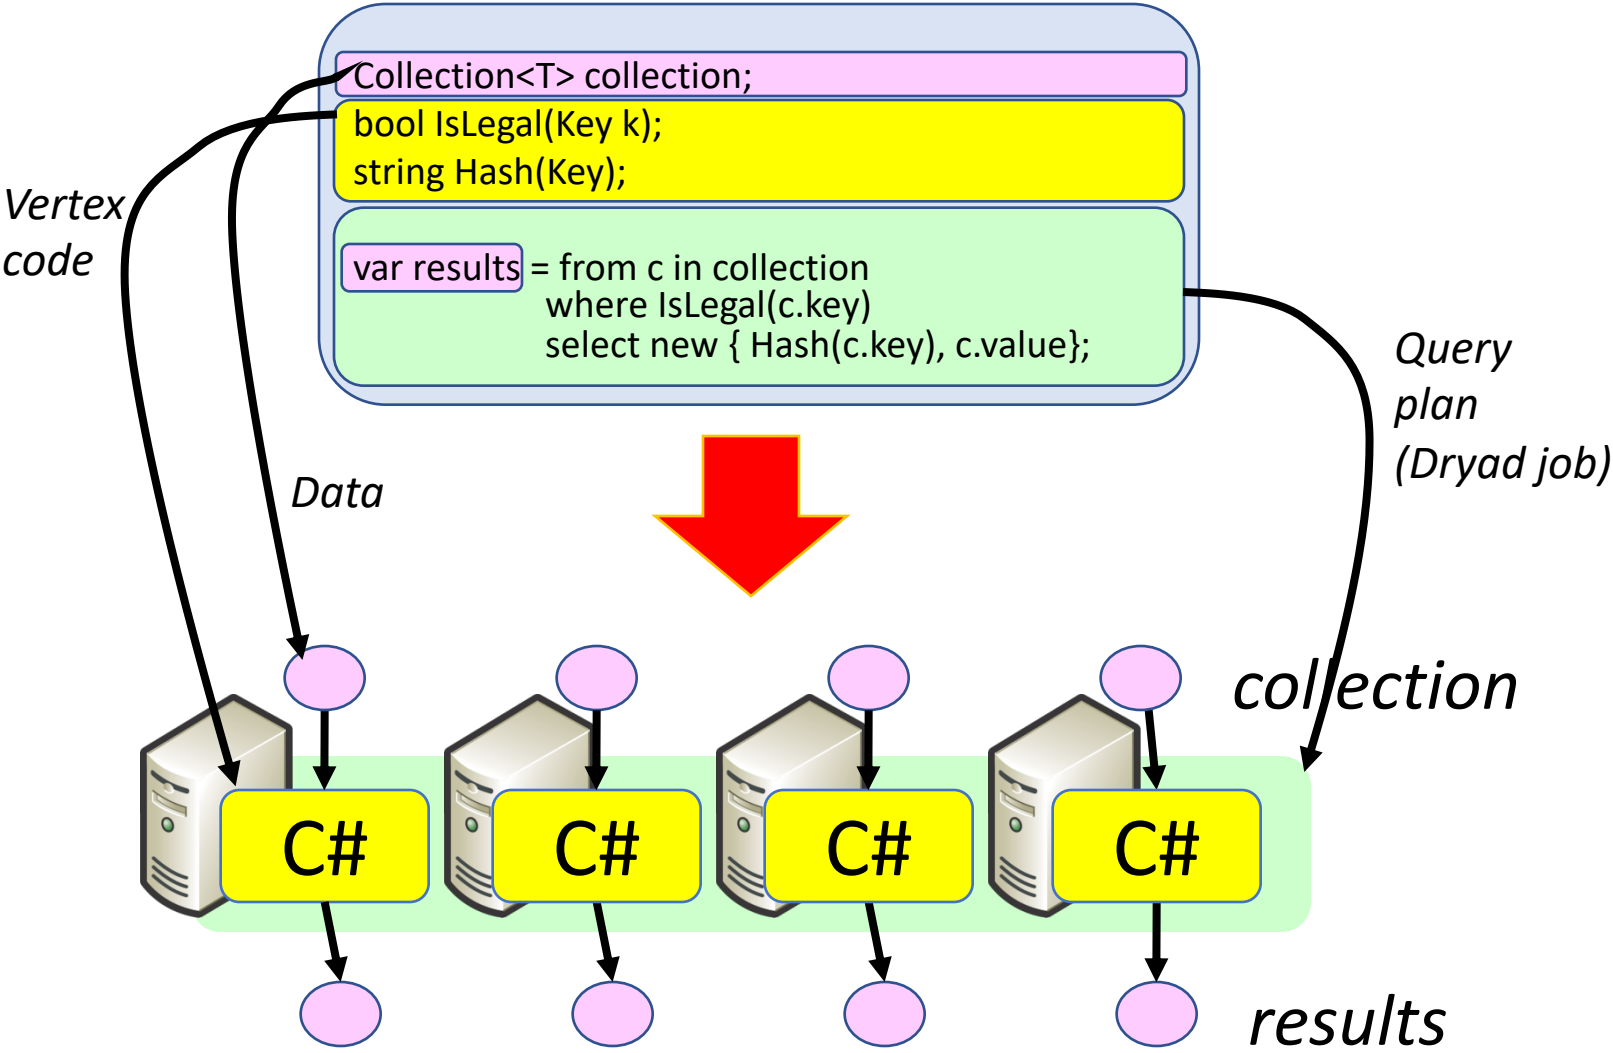 Collection<T> collection;
bool IsLegal(Key k);
string Hash(Key);
var results = from c in collection
where IsLegal(c.key)
select new { Hash(c.key), c.value};
Vertex
code
Data
Query
plan
(Dryad job)
collection
C# C# C# C#
results